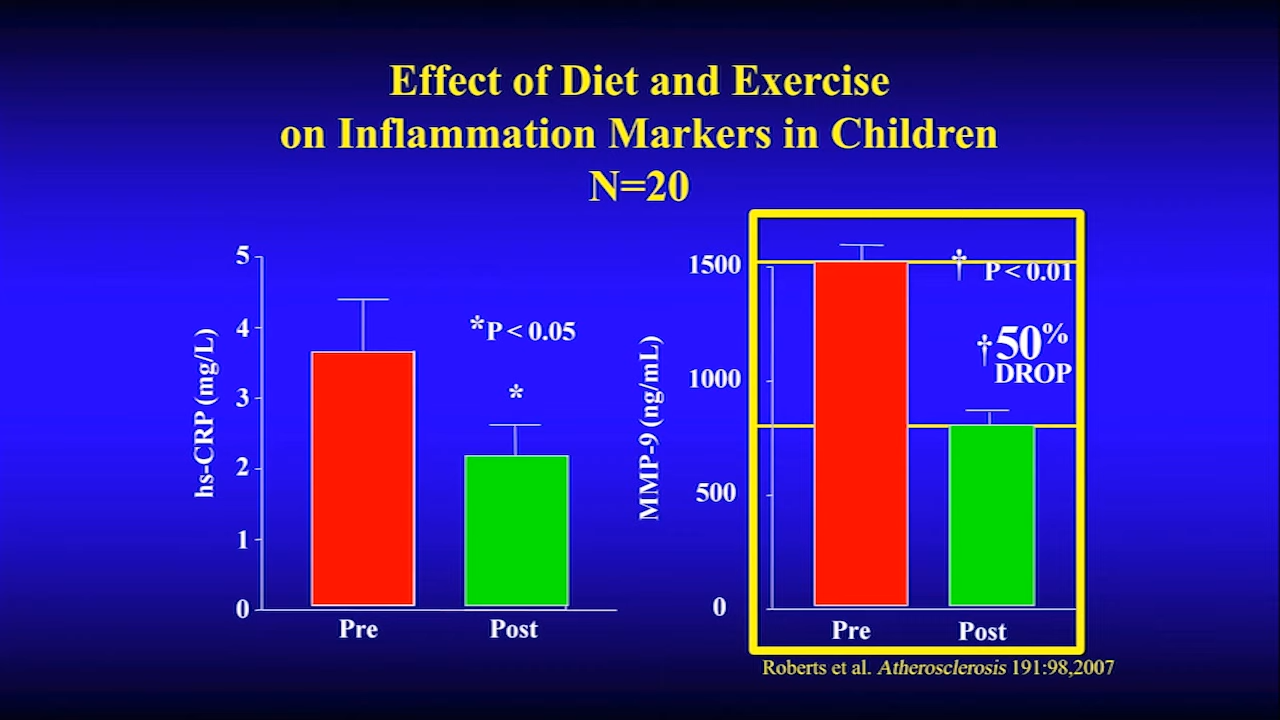 Effect of Diet and Exercise
on Inflammation Markers in Children
N=20
hs-CRP (mg/L)
5
4
3
2
1
0
*P < 0.05
*
Pre
Post
MMP-9 (ng/mL)
1500
1000
500
0
† P < 0.01
†50%
DROP
Pre
Post
Roberts et al. Atherosclerosis 191:98,2007